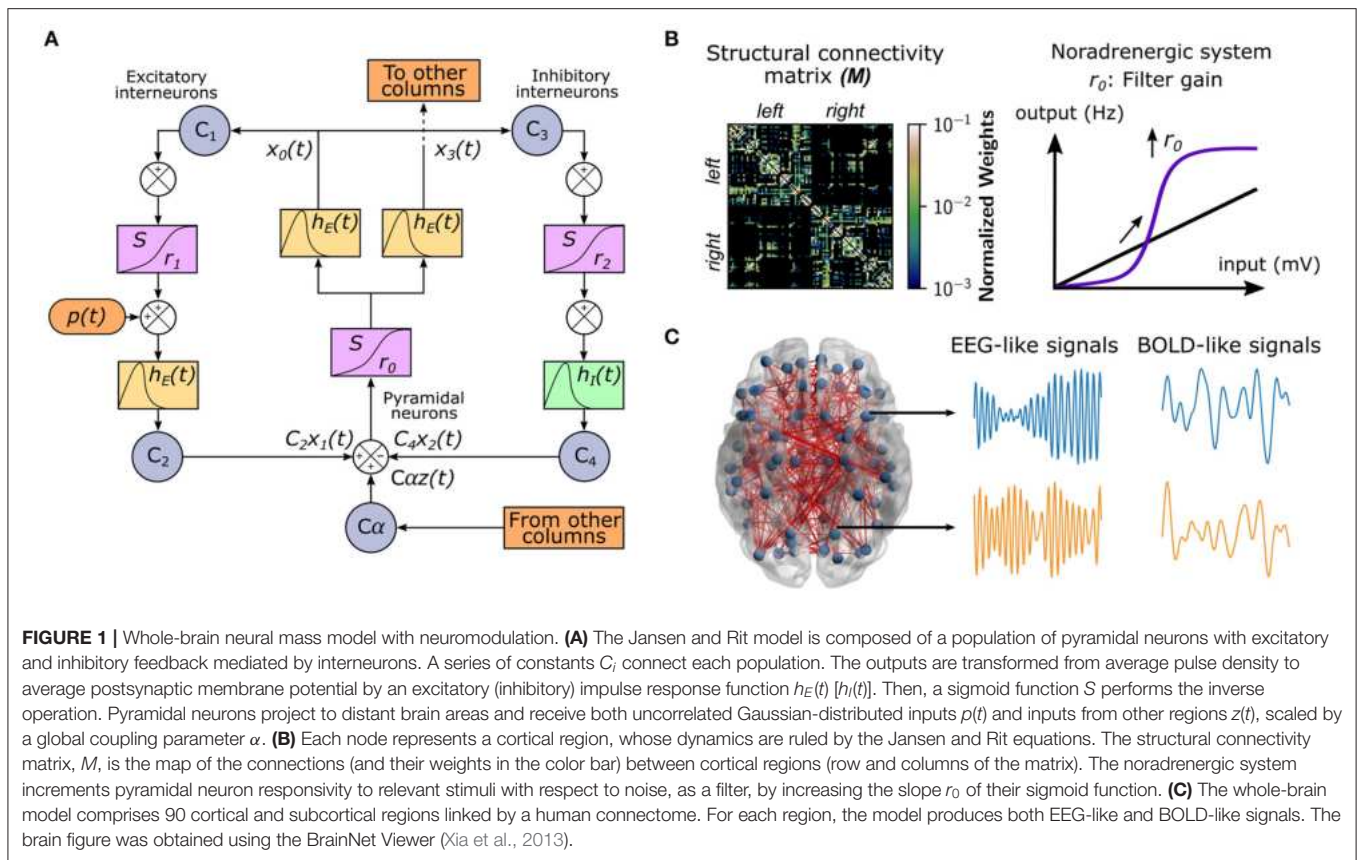 A
Excitatory
interneurons
To other
columns
Inhibitory
interneurons
C1
C3
x0(t)
x3(t)
+
+
S
r1
hE(t)
hE(t)
S
r2
p(t)
+
+
+
S
r0
hE(t)
hI(t)
Pyramidal
neurons
C2
C2x1(t)
C4x2(t)
C4
+
-
+
+
Cαz(t)
Cα
From other
columns
B
Structural connectivity
matrix (M)
left
right
left
right
10⁻¹
10⁻²
10⁻³
Normalized Weights
Noradrenergic system
r0: Filter gain
output (Hz)
r0
input (mV)
C
EEG-like signals
BOLD-like signals
FIGURE 1 | Whole-brain neural mass model with neuromodulation. (A) The Jansen and Rit model is composed of a population of pyramidal neurons with excitatory
and inhibitory feedback mediated by interneurons. A series of constants Ci connect each population. The outputs are transformed from average pulse density to
average postsynaptic membrane potential by an excitatory (inhibitory) impulse response function hE(t) [hI(t)]. Then, a sigmoid function S performs the inverse
operation. Pyramidal neurons project to distant brain areas and receive both uncorrelated Gaussian-distributed inputs p(t) and inputs from other regions z(t), scaled by
a global coupling parameter α. (B) Each node represents a cortical region, whose dynamics are ruled by the Jansen and Rit equations. The structural connectivity
matrix, M, is the map of the connections (and their weights in the color bar) between cortical regions (row and columns of the matrix). The noradrenergic system
increments pyramidal neuron responsivity to relevant stimuli with respect to noise, as a filter, by increasing the slope r0 of their sigmoid function. (C) The whole-brain
model comprises 90 cortical and subcortical regions linked by a human connectome. For each region, the model produces both EEG-like and BOLD-like signals. The
brain figure was obtained using the BrainNet Viewer (Xia et al., 2013).